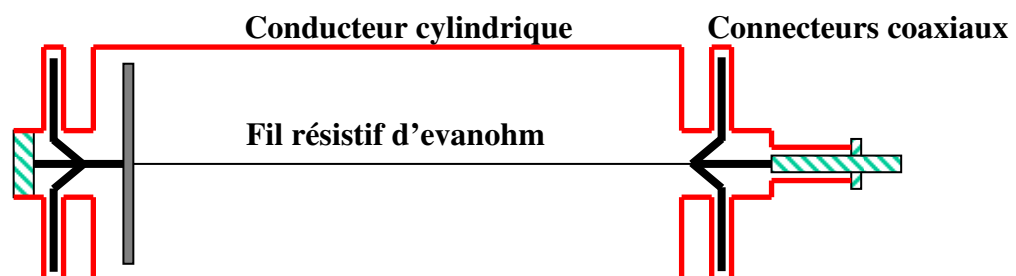 Conducteur cylindrique
Connecteurs coaxiaux
Fil résistif d’evanohm